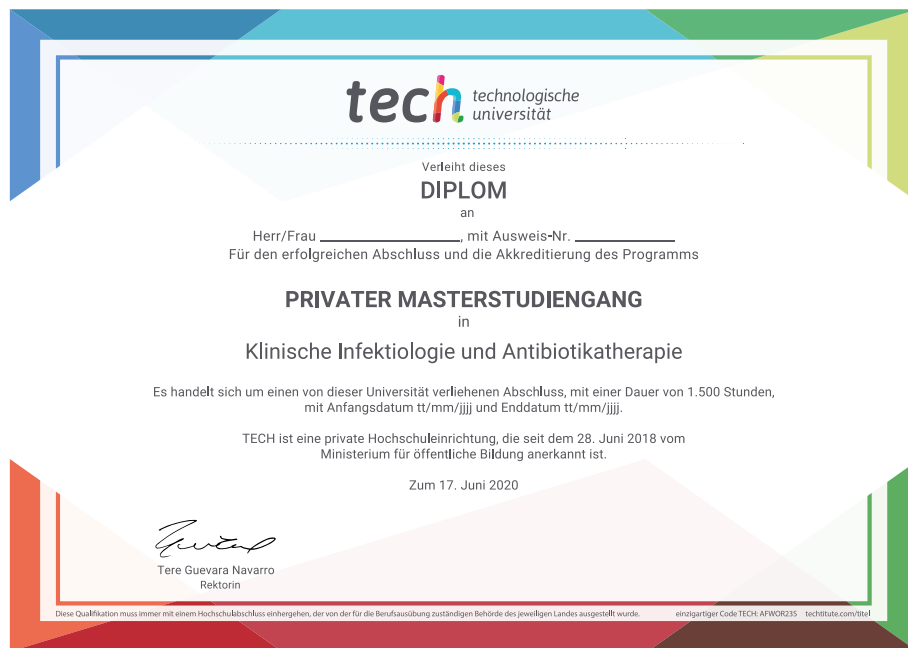 tech technologische
universität
Verleiht dieses
DIPLOM
an
Herr/Frau ____________________, mit Ausweis-Nr. ______________
Für den erfolgreichen Abschluss und die Akkreditierung des Programms
PRIVATER MASTERSTUDIENGANG
in
Klinische Infektiologie und Antibiotikatherapie
Es handelt sich um einen von dieser Universität verliehenen Abschluss, mit einer Dauer von 1.500 Stunden,
mit Anfangsdatum tt/mm/jjjj und Enddatum tt/mm/jjjj.
TECH ist eine private Hochschuleinrichtung, die seit dem 28. Juni 2018 vom
Ministerium für öffentliche Bildung anerkannt ist.
Zum 17. Juni 2020
Tere Guevara Navarro
Rektorin
Diese Qualifikation muss immer mit einem Hochschulabschluss einhergehen, der von der für die Berufsausübung zuständigen Behörde des jeweiligen Landes ausgestellt wurde. einzigartiger Code TECH: AFWOR23S techtitute.com/titel